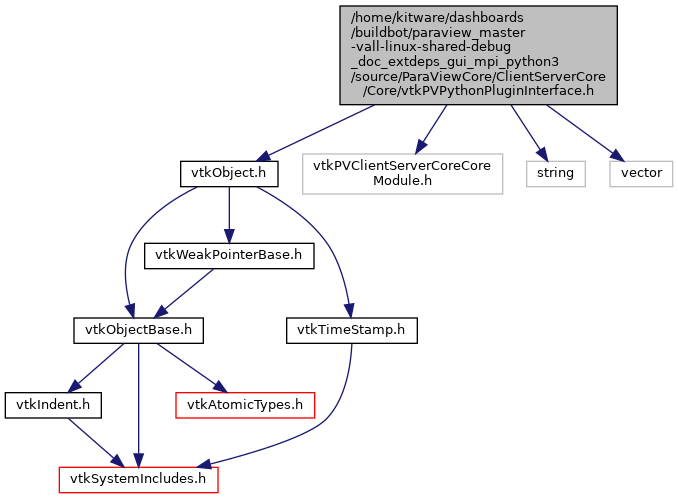 /home/kitware/dashboards
/buildbot/paraview_master
-vall-linux-shared-debug
_doc_extdeps_gui_mpi_python3
/source/ParaViewCore/ClientServerCore
/Core/vtkPVPythonPluginInterface.h
vtkObject.h
vtkPVClientServerCoreCore
Module.h
string
vector
vtkWeakPointerBase.h
vtkObjectBase.h
vtkTimeStamp.h
vtkIndent.h
vtkAtomicTypes.h
vtkSystemIncludes.h